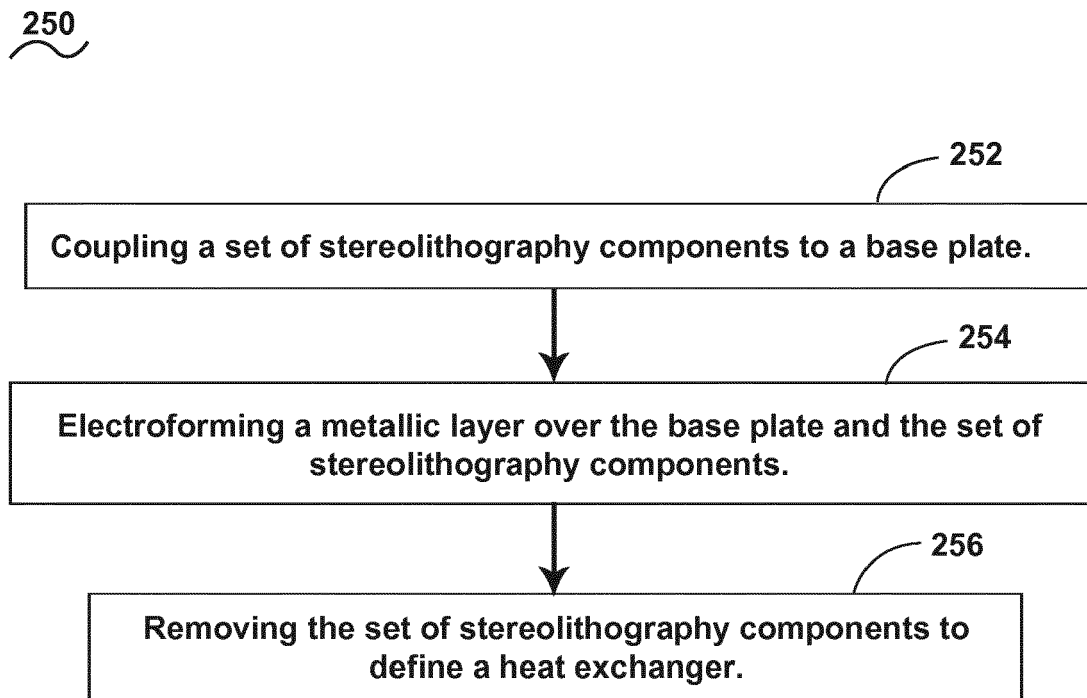 250
252
Coupling a set of stereolithography components to a base plate.
254
Electroforming a metallic layer over the base plate and the set of
stereolithography components.
256
Removing the set of stereolithography components to
define a heat exchanger.